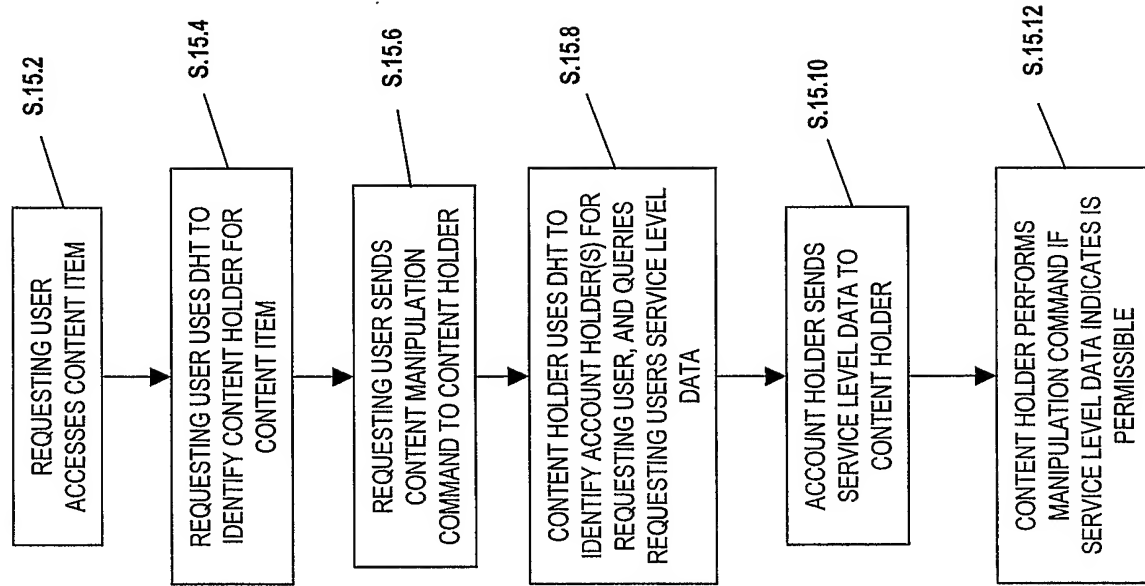 REQUESTING USER
ACCESSES CONTENT ITEM
S.15.2
REQUESTING USER USES DHT TO
IDENTIFY CONTENT HOLDER FOR
CONTENT ITEM
S.15.4
REQUESTING USER SENDS
CONTENT MANIPULATION
COMMAND TO CONTENT HOLDER
S.15.6
CONTENT HOLDER USES DHT TO
IDENTIFY ACCOUNT HOLDER(S) FOR
REQUESTING USER, AND QUERIES
REQUESTING USERS SERVICE LEVEL
DATA
S.15.8
ACCOUNT HOLDER SENDS
SERVICE LEVEL DATA TO
CONTENT HOLDER
S.15.10
CONTENT HOLDER PERFORMS
MANIPULATION COMMAND IF
SERVICE LEVEL DATA INDICATES IS
PERMISSIBLE
S.15.12